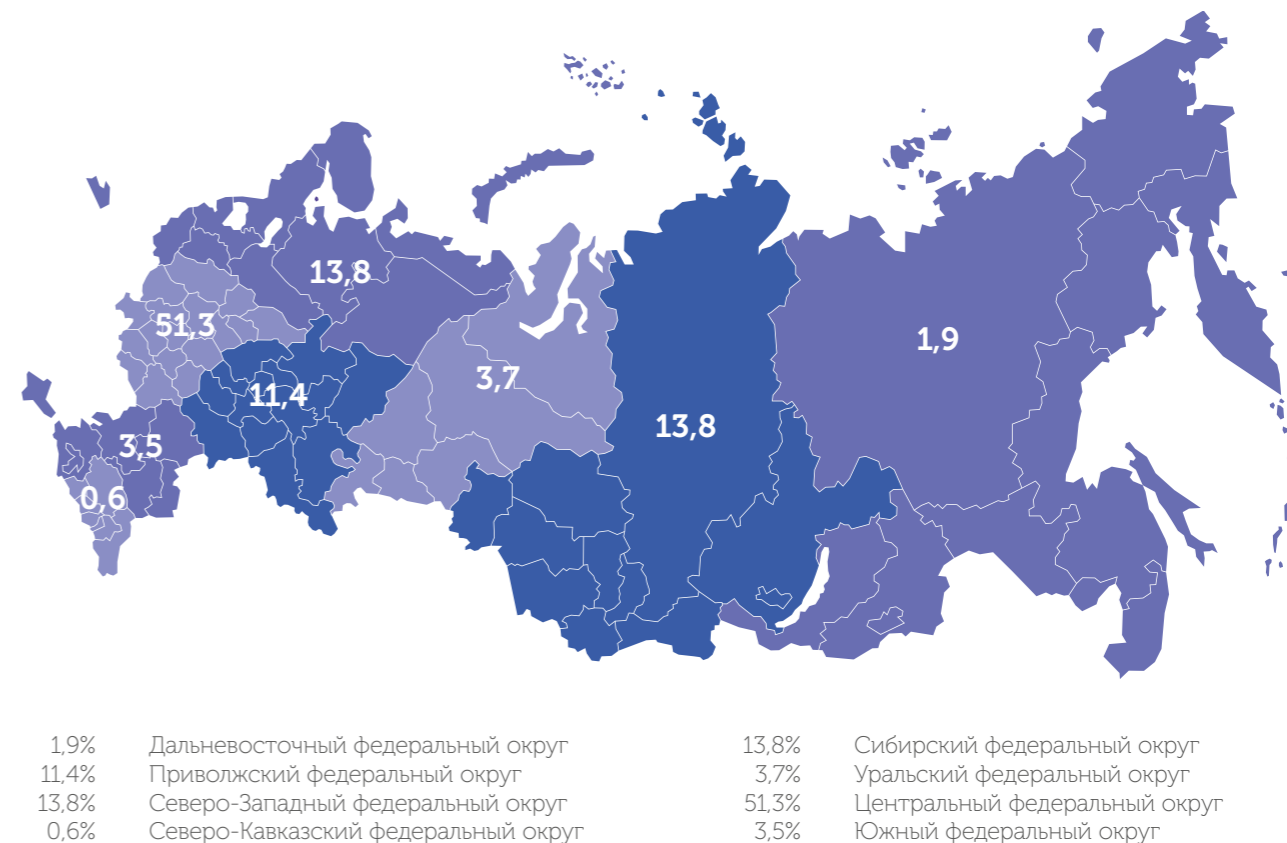 13,8
51,3
1,9
3,7
11,4
13,8
3,5
0,6
1,9% Дальневосточный федеральный округ
11,4% Приволжский федеральный округ
13,8% Северо-Западный федеральный округ
0,6% Северо-Кавказский федеральный округ
13,8% Сибирский федеральный округ
3,7% Уральский федеральный округ
51,3% Центральный федеральный округ
3,5% Южный федеральный округ